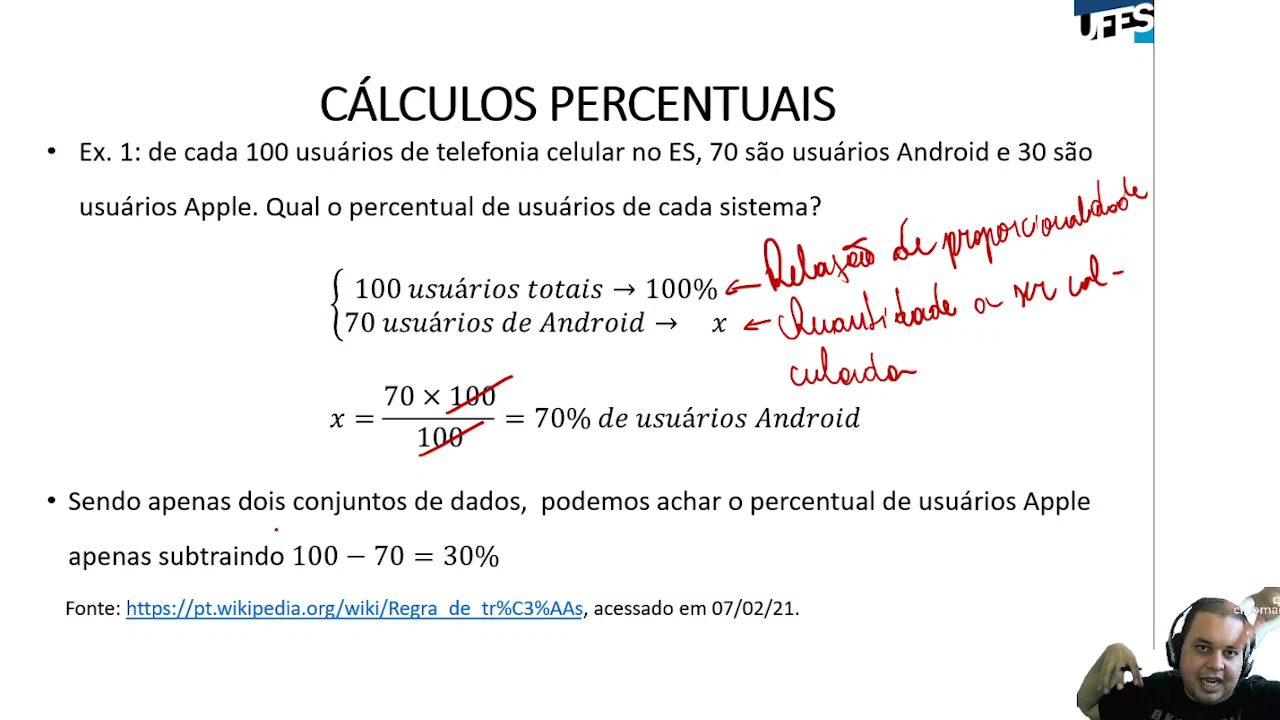 UFES
CÁLCULOS PERCENTUAIS
• Ex. 1: de cada 100 usuários de telefonia celular no ES, 70 são usuários Android e 30 são
usuários Apple. Qual o percentual de usuários de cada sistema?
100 usuários totais → 100% ← Relação de proporcionalidade
70 usuários de Android → x ← Quantidade a ser cal-
culada
x = 70 × 100 / 100 = 70% de usuários Android
• Sendo apenas dois conjuntos de dados, podemos achar o percentual de usuários Apple
apenas subtraindo 100 − 70 = 30%
Fonte: https://pt.wikipedia.org/wiki/Regra_de_tr%C3%AAs, acessado em 07/02/21.